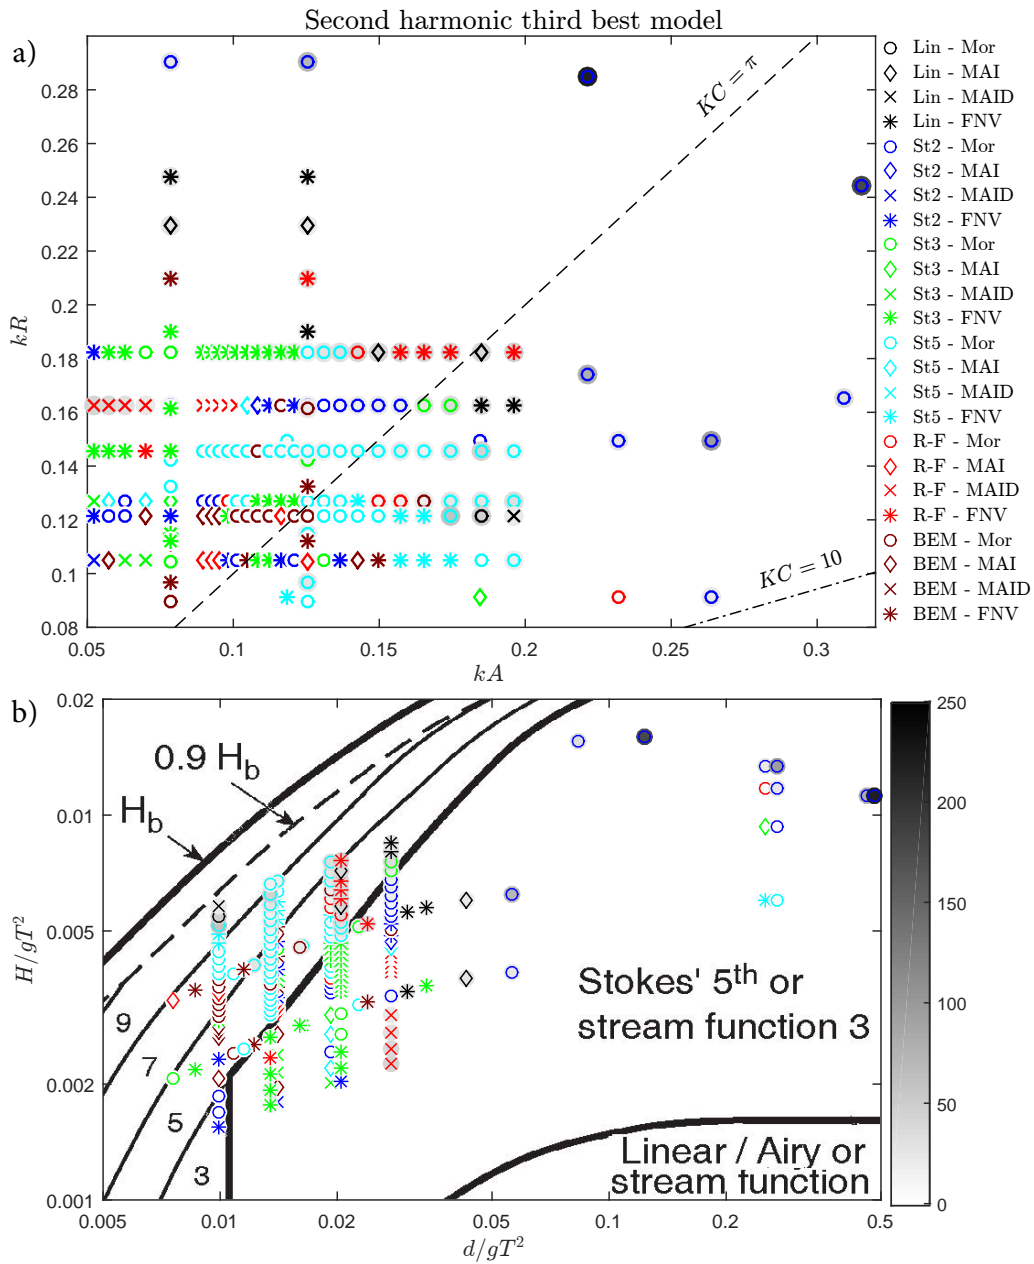 Second harmonic third best model
a)
kR
0.28
0.26
0.24
0.22
0.2
0.18
0.16
0.14
0.12
0.1
0.08
0.05
0.1
0.15
0.2
0.25
0.3
kA
KC = π
KC = 10
Lin - Mor
Lin - MAI
Lin - MAID
Lin - FNV
St2 - Mor
St2 - MAI
St2 - MAID
St2 - FNV
St3 - Mor
St3 - MAI
St3 - MAID
St3 - FNV
St5 - Mor
St5 - MAI
St5 - MAID
St5 - FNV
R-F - Mor
R-F - MAI
R-F - MAID
R-F - FNV
BEM - Mor
BEM - MAI
BEM - MAID
BEM - FNV
b)
H/gT²
0.02
0.01
0.005
0.002
0.001
0.005
0.01
0.02
0.05
0.1
0.2
0.5
d/gT²
0.9 H_b
H_b
9
7
5
3
Stokes' 5th or
stream function 3
Linear / Airy or
stream function
250
200
150
100
50
0